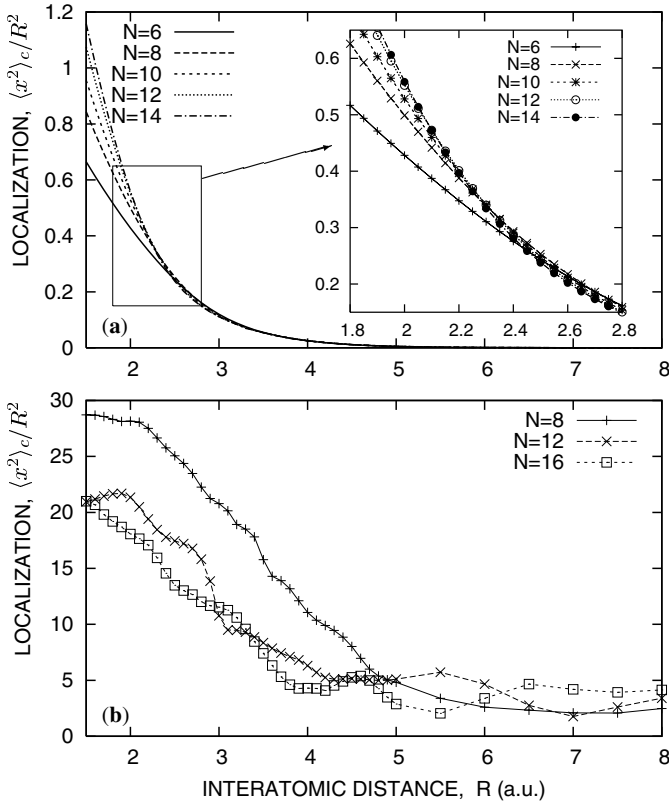 LOCALIZATION, ⟨x²⟩c/R²
1.2
1
0.8
0.6
0.4
0.2
0
N=6
N=8
N=10
N=12
N=14
(a)
0.6
0.5
0.4
0.3
0.2
N=6
N=8
N=10
N=12
N=14
1.8 2 2.2 2.4 2.6 2.8
2 3 4 5 6 7 8
LOCALIZATION, ⟨x²⟩c/R²
30
25
20
15
10
5
0
N=8
N=12
N=16
(b)
2 3 4 5 6 7 8
INTERATOMIC DISTANCE, R (a.u.)